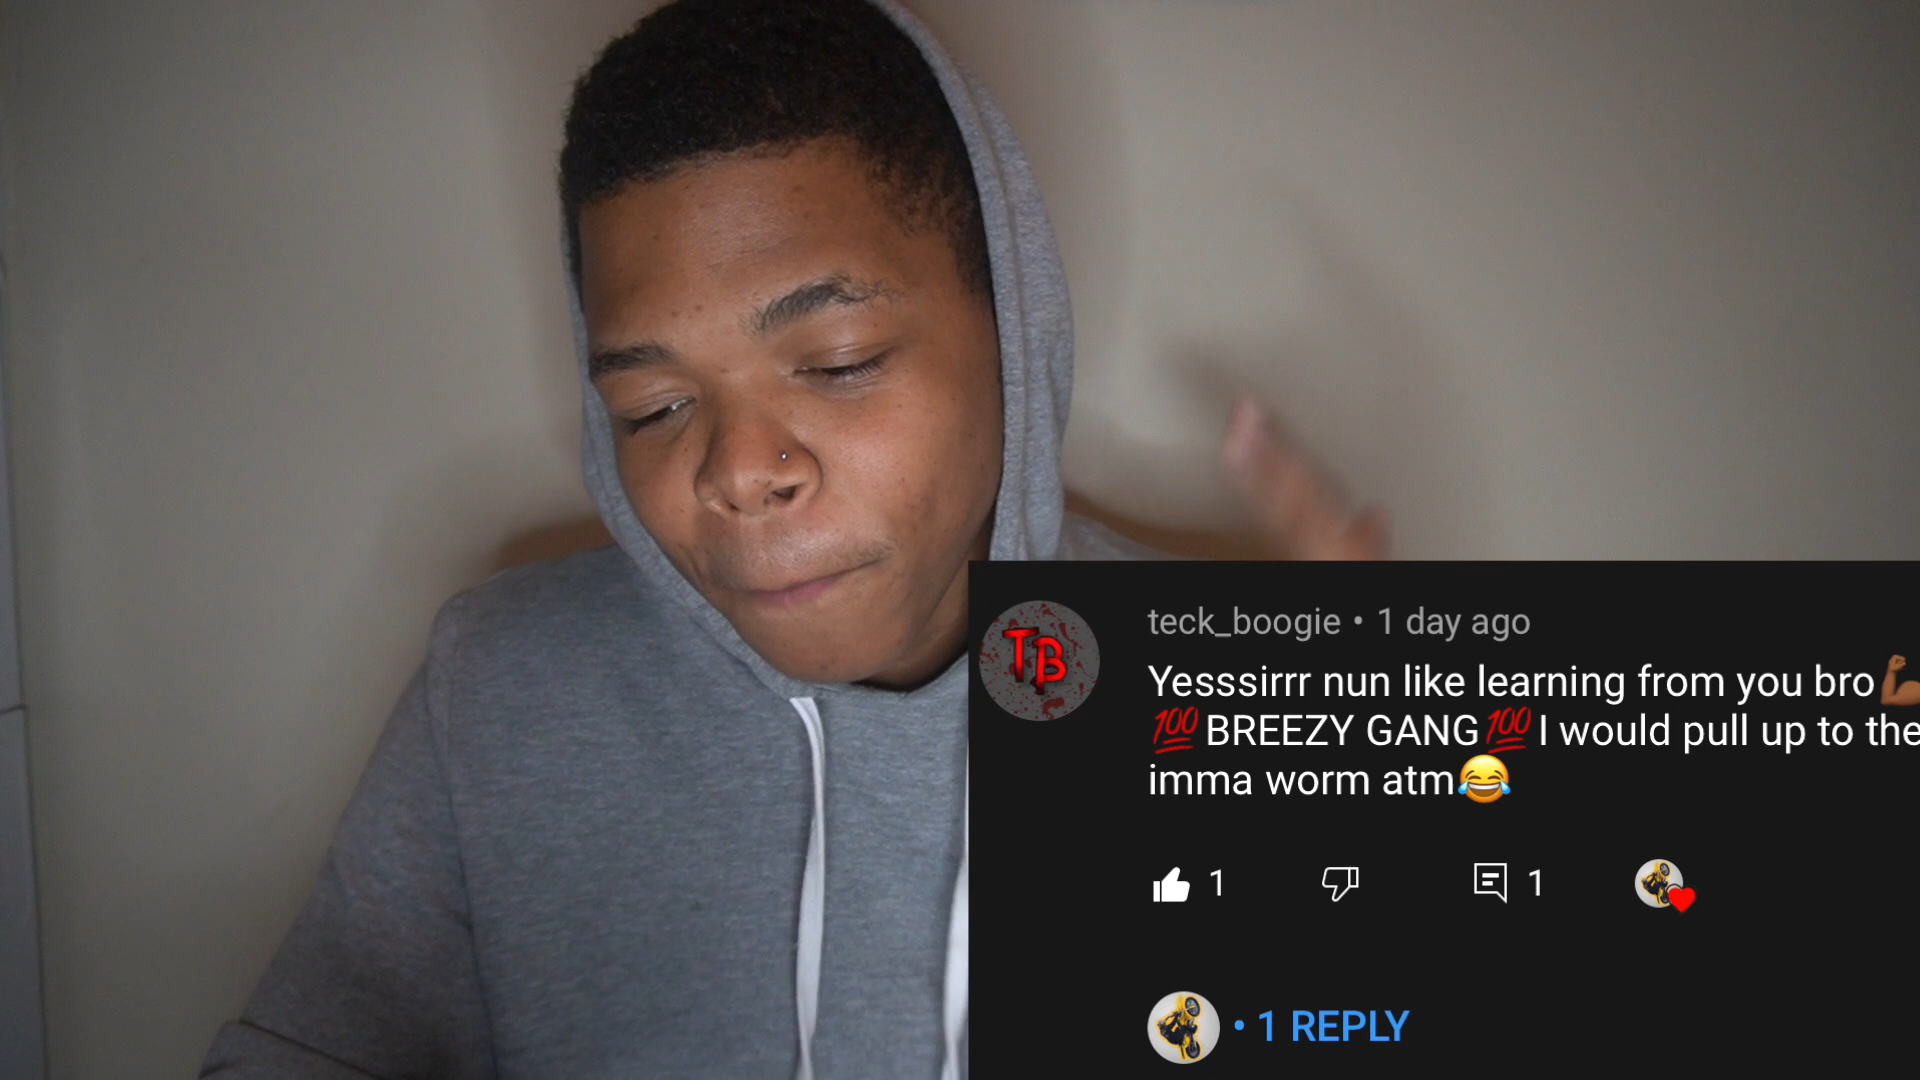 TB
teck_boogie • 1 day ago
Yesssirrr nun like learning from you bro💪🏾
💯BREEZY GANG💯I would pull up to the
imma worm atm😂
1
1
• 1 REPLY